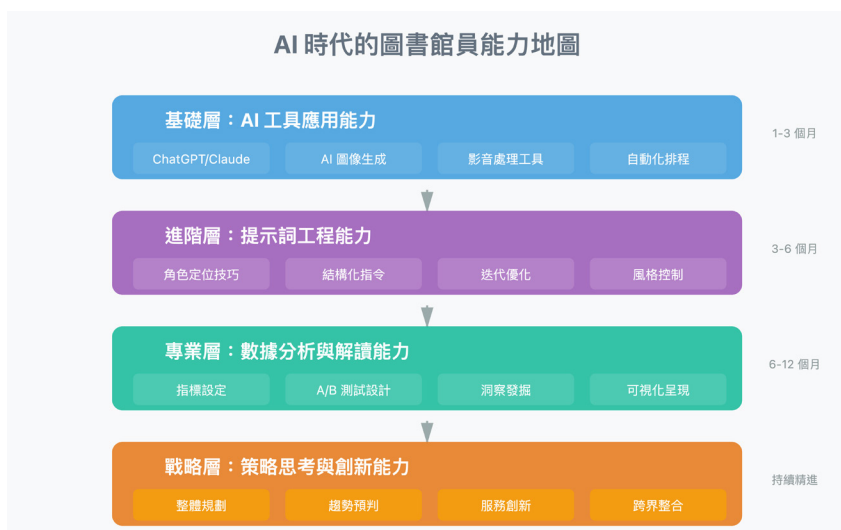 AI 時代的圖書館員能力地圖
基礎層：AI 工具應用能力
1-3 個月
ChatGPT/Claude
AI 圖像生成
影音處理工具
自動化排程
進階層：提示詞工程能力
3-6 個月
角色定位技巧
結構化指令
迭代優化
風格控制
專業層：數據分析與解讀能力
6-12 個月
指標設定
A/B 測試設計
洞察發掘
可視化呈現
戰略層：策略思考與創新能力
持續精進
整體規劃
趨勢預判
服務創新
跨界整合